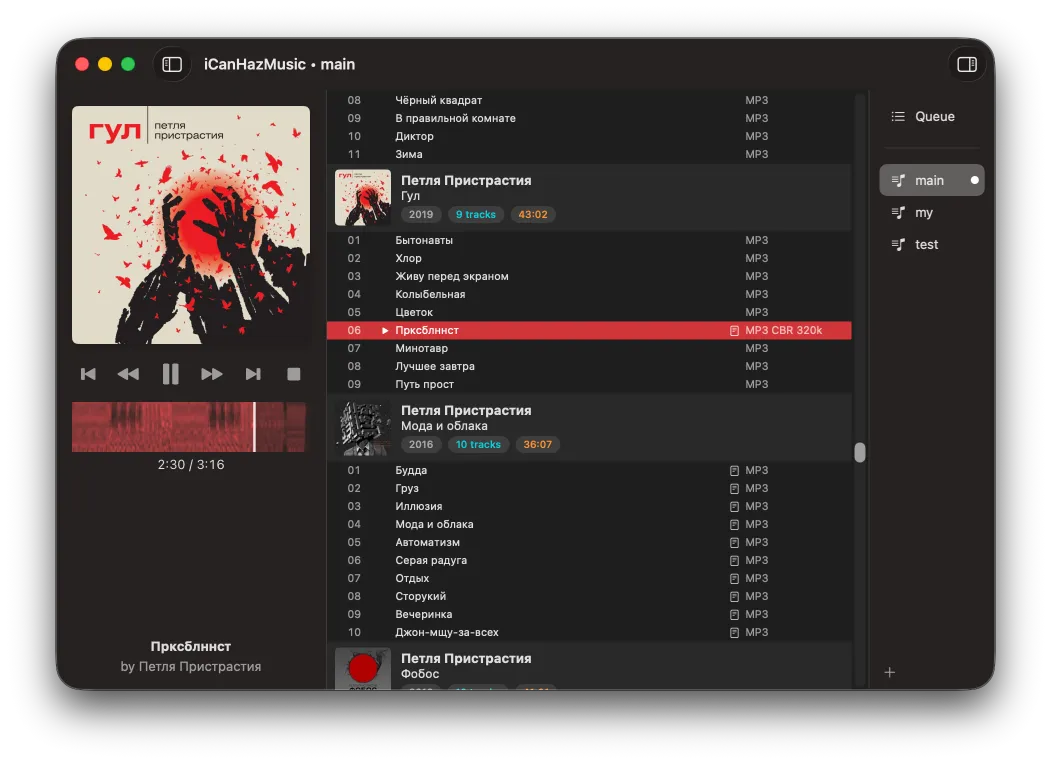 iCanHazMusic • main
гул
петля
пристрастия
2:30 / 3:16
Пркcблннст
by Петля Пристрастия
08 Чёрный квадрат MP3
09 В правильной комнате MP3
10 Диктор MP3
11 Зима MP3
гул
Петля Пристрастия
Гул
2019 9 tracks 43:02
01 Бытонавты MP3
02 Хлор MP3
03 Живу перед экраном MP3
04 Колыбельная MP3
05 Цветок MP3
06 Прксблннст MP3 CBR 320k
07 Минотавр MP3
08 Лучшее завтра MP3
09 Путь прост MP3
Петля Пристрастия
Мода и облака
2016 10 tracks 36:07
01 Будда MP3
02 Груз MP3
03 Иллюзия MP3
04 Мода и облака MP3
05 Автоматизм MP3
06 Серая радуга MP3
07 Отдых MP3
08 Сторукий MP3
09 Вечеринка MP3
10 Джон-мщу-за-всех MP3
Петля Пристрастия
Фобос
Queue
main
my
test